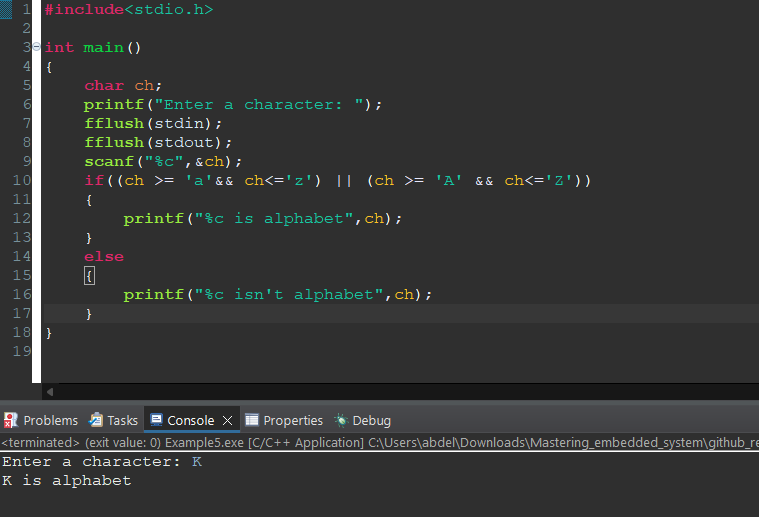 1 #include<stdio.h>
2
3 int main()
4 {
5 char ch;
6 printf("Enter a character: ");
7 fflush(stdin);
8 fflush(stdout);
9 scanf("%c",&ch);
10 if((ch >= 'a'&& ch<='z') || (ch >= 'A' && ch<='Z'))
11 {
12 printf("%c is alphabet",ch);
13 }
14 else
15 {
16 printf("%c isn't alphabet",ch);
17 }
18 }
19
Problems Tasks Console Properties Debug
<terminated> (exit value: 0) Example5.exe [C/C++ Application] C:\Users\abdel\Downloads\Mastering_embedded_system\github_re
Enter a character: K
K is alphabet